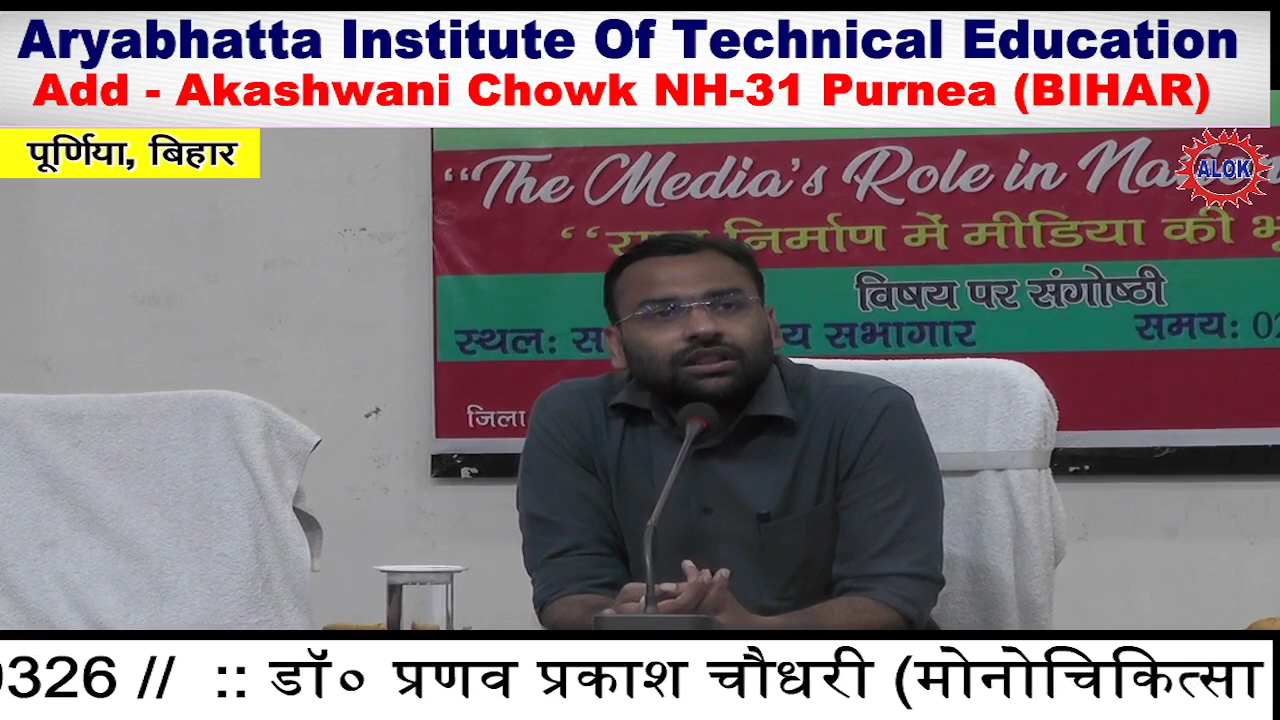 Aryabhatta Institute Of Technical Education
Add - Akashwani Chowk NH-31 Purnea (BIHAR)
पूर्णिया, बिहार
ALOK
“The Media's Role in
निर्माण में मीडिया की
विषय पर संगोष्ठी
स्थल: सभागार समय: 02
जिला
0326 // :: डॉ० प्रणव प्रकाश चौधरी (मोनोचिकित्सा